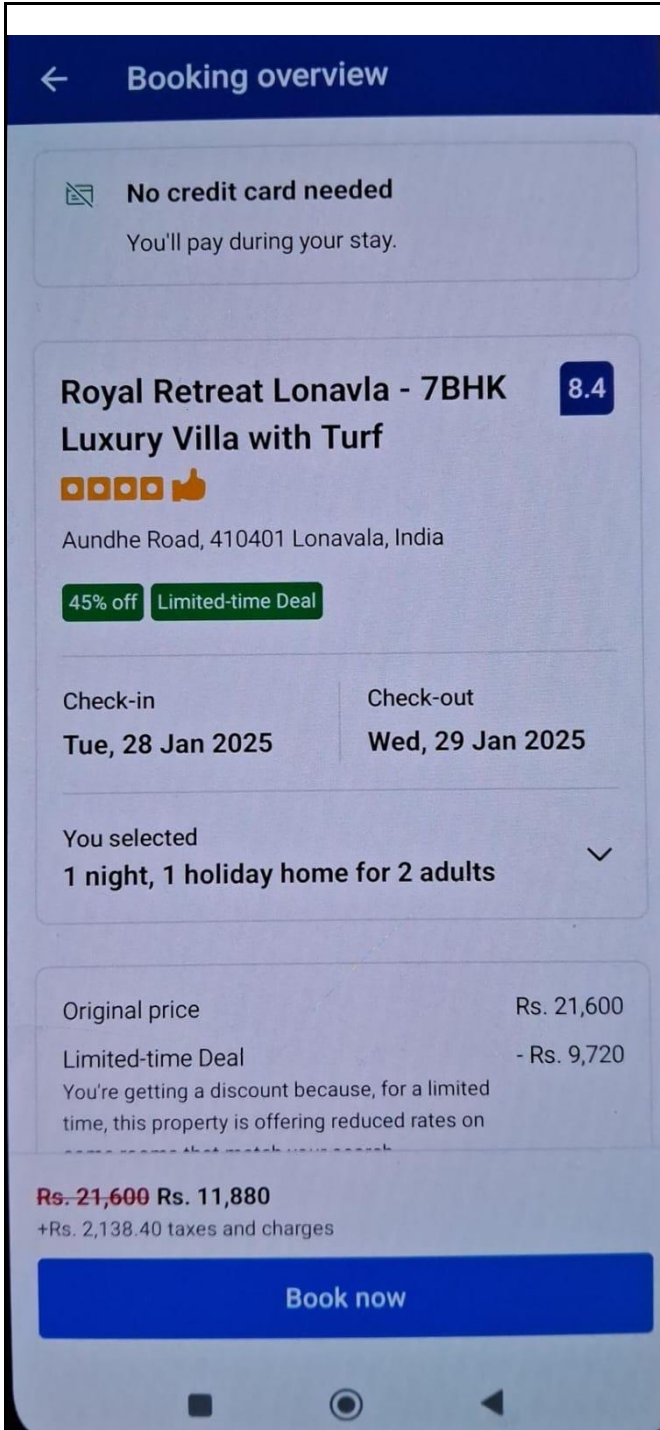 Booking overview
No credit card needed
You'll pay during your stay.
Royal Retreat Lonavla - 7BHK
Luxury Villa with Turf
8.4
Aundhe Road, 410401 Lonavala, India
45% off
Limited-time Deal
Check-in
Check-out
Tue, 28 Jan 2025
Wed, 29 Jan 2025
You selected
1 night, 1 holiday home for 2 adults
Original price
Rs. 21,600
Limited-time Deal
- Rs. 9,720
You're getting a discount because, for a limited
time, this property is offering reduced rates on
Rs. 21,600 Rs. 11,880
+Rs. 2,138.40 taxes and charges
Book now